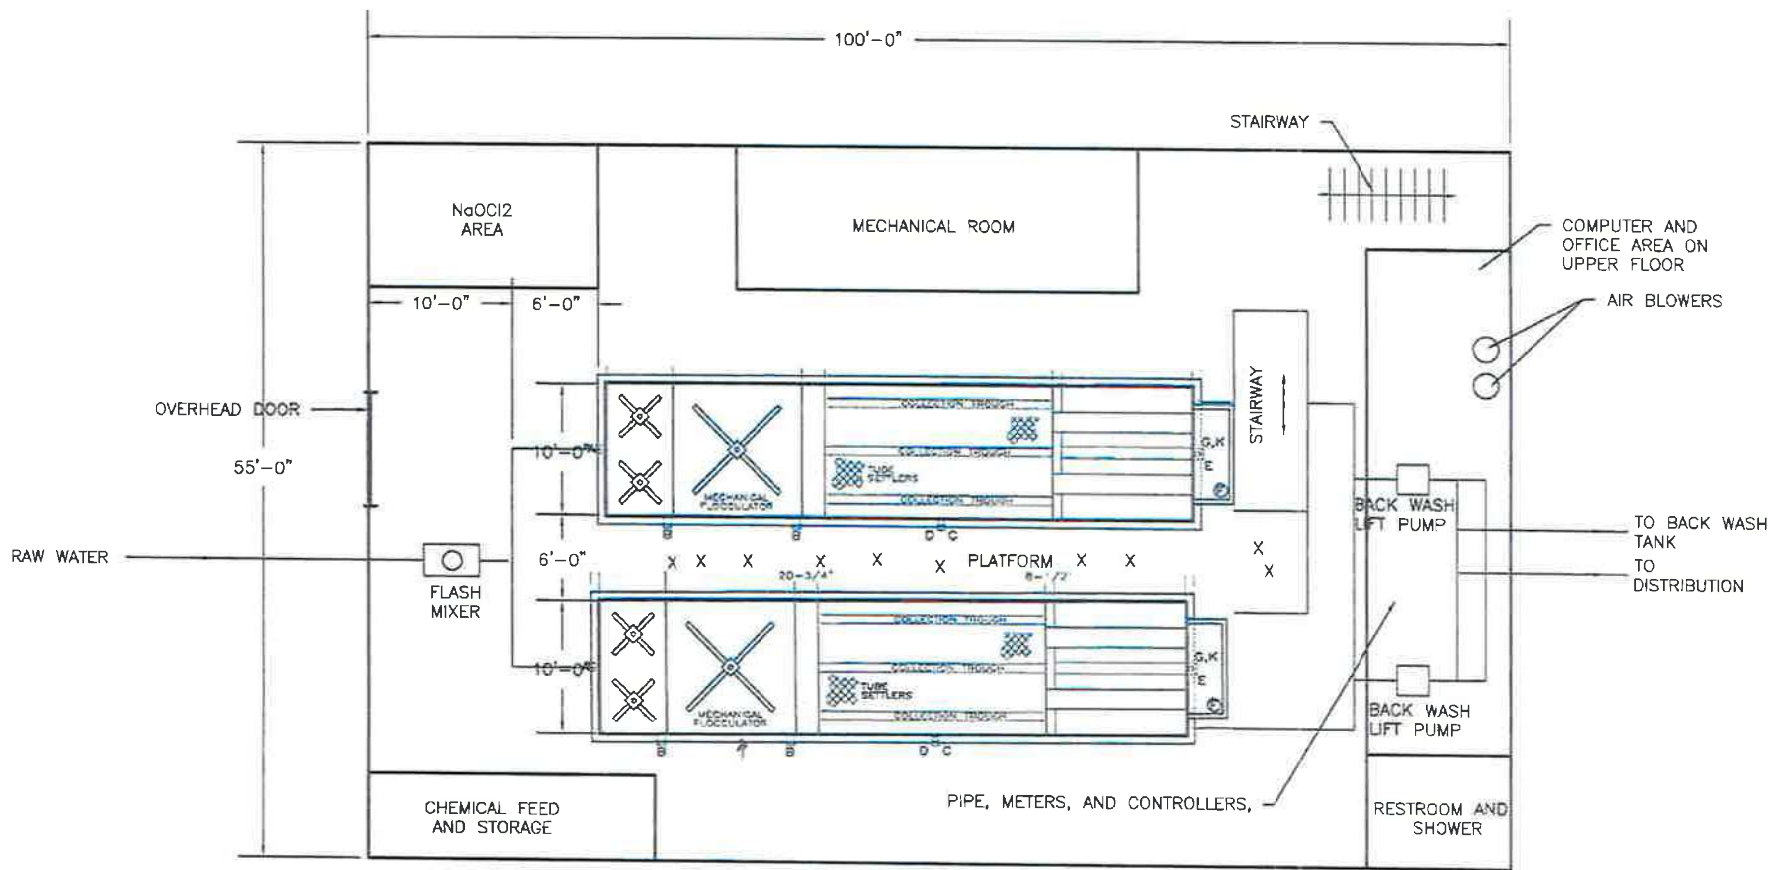 100'-0"
STAIRWAY
NaOCl2
AREA
MECHANICAL ROOM
COMPUTER AND
OFFICE AREA ON
UPPER FLOOR
10'-0"
6'-0"
AIR BLOWERS
OVERHEAD DOOR
55'-0"
10'-0"
COLLECTION TROUGH
COLLECTION TROUGH
TUBE
SETTLERS
COLLECTION TROUGH
MECHANICAL
FLOCCULATOR
G,K
E
F
STAIRWAY
B
B
D C
BACK WASH
LIFT PUMP
TO BACK WASH
TANK
TO
DISTRIBUTION
RAW WATER
FLASH
MIXER
6'-0"
X X X X X X PLATFORM X X X
X
20-3/4"
10'-0"
COLLECTION TROUGH
COLLECTION TROUGH
TUBE
SETTLERS
COLLECTION TROUGH
MECHANICAL
FLOCCULATOR
G,K
E
F
B
B
D C
BACK WASH
LIFT PUMP
CHEMICAL FEED
AND STORAGE
PIPE, METERS, AND CONTROLLERS,
RESTROOM AND
SHOWER